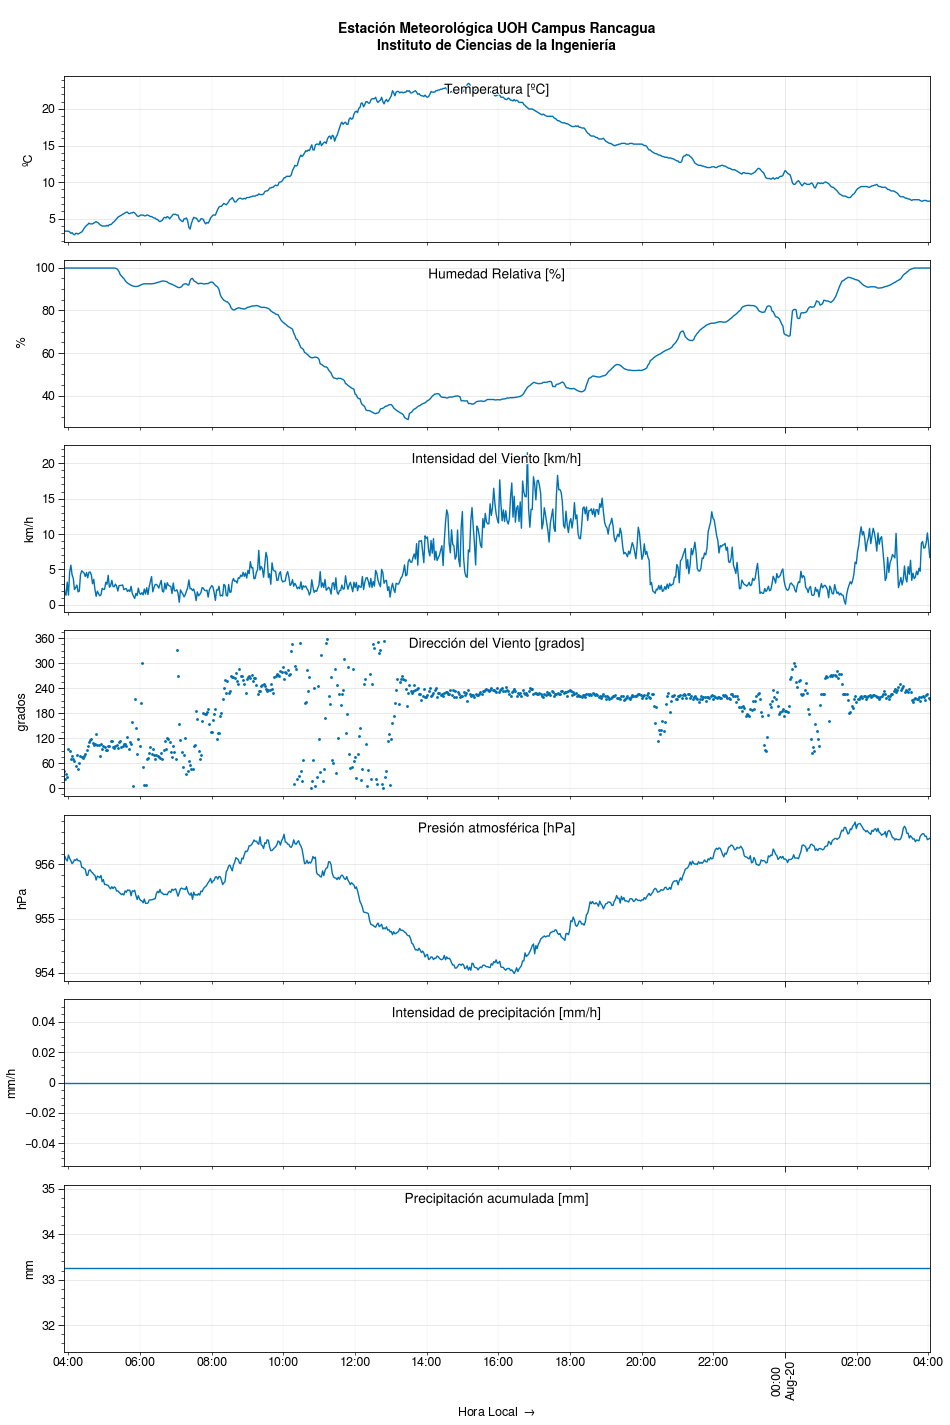 Estación Meteorológica UOH Campus Rancagua
Instituto de Ciencias de la Ingeniería
Temperatura [ºC]
ºC
20
15
10
5
Humedad Relativa [%]
%
100
80
60
40
Intensidad del Viento [km/h]
km/h
20
15
10
5
0
Dirección del Viento [grados]
grados
360
300
240
180
120
60
0
Presión atmosférica [hPa]
hPa
956
955
954
Intensidad de precipitación [mm/h]
mm/h
0.04
0.02
0
−0.02
−0.04
Precipitación acumulada [mm]
mm
35
34
33
32
04:00 06:00 08:00 10:00 12:00 14:00 16:00 18:00 20:00 22:00 00:00 02:00 04:00
Aug-20
Hora Local →